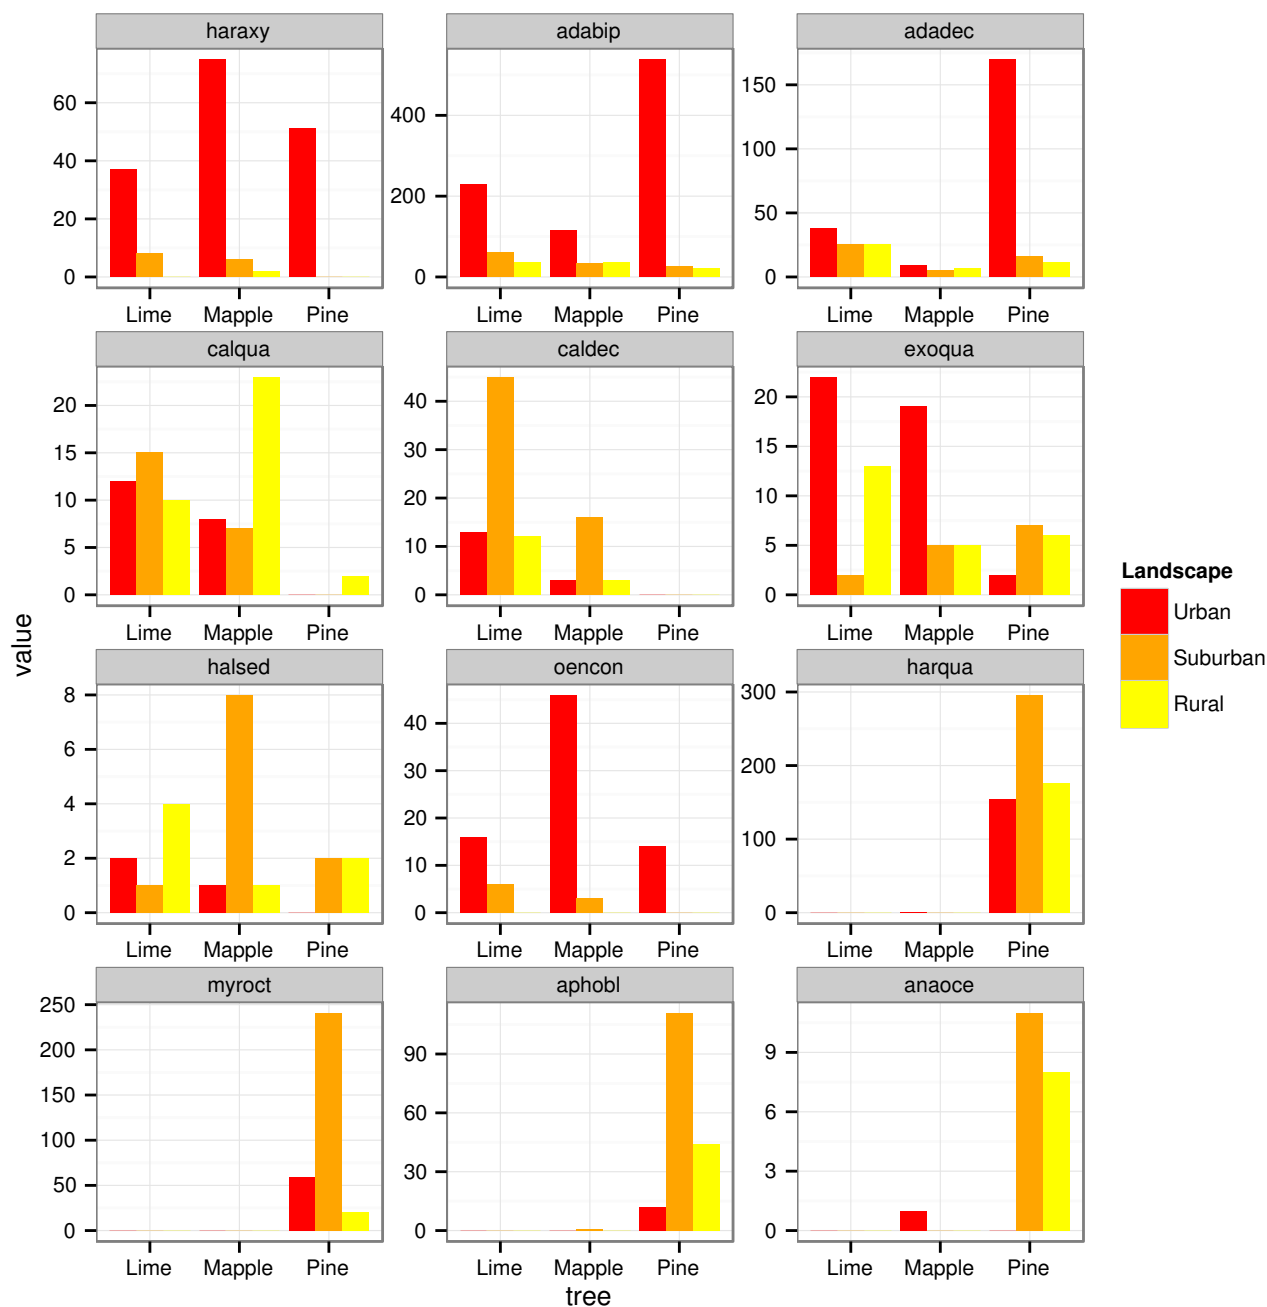 haraxy
adabip
adadec
60
40
20
0
400
200
0
150
100
50
0
Lime Mapple Pine
Lime Mapple Pine
Lime Mapple Pine
calqua
caldec
exoqua
20
15
10
5
0
40
30
20
10
0
20
15
10
5
0
Lime Mapple Pine
Lime Mapple Pine
Lime Mapple Pine
halsed
oencon
harqua
8
6
4
2
0
40
30
20
10
0
300
200
100
0
Lime Mapple Pine
Lime Mapple Pine
Lime Mapple Pine
myroct
aphobl
anaoce
250
200
150
100
50
0
90
60
30
0
9
6
3
0
Lime Mapple Pine
Lime Mapple Pine
Lime Mapple Pine
value
tree
Landscape
Urban
Suburban
Rural